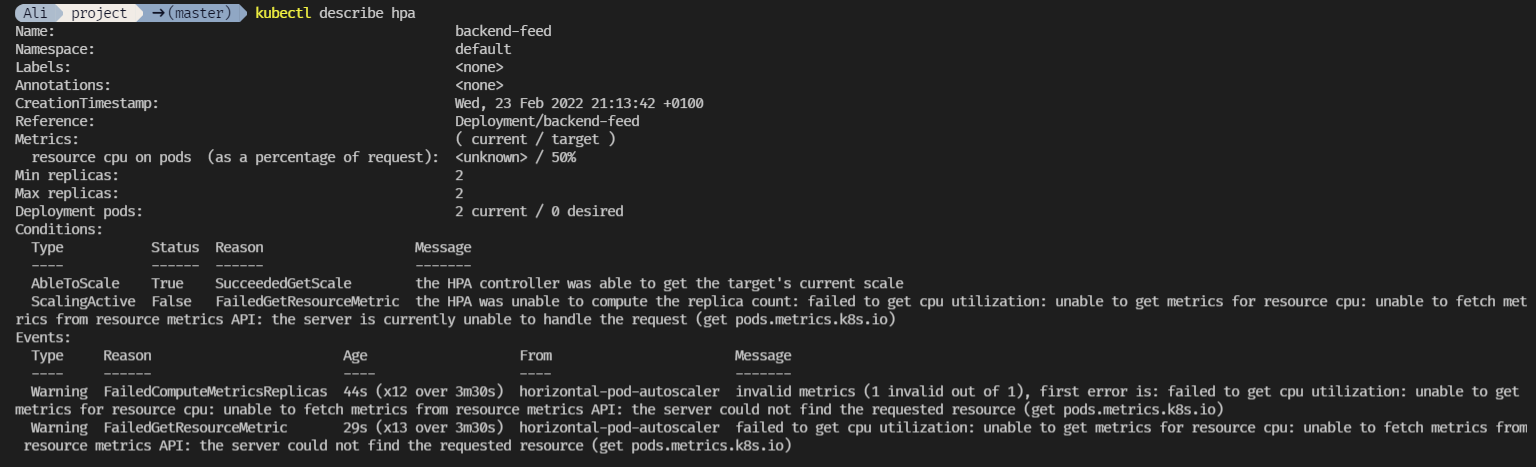 Ali project →(master) kubectl describe hpa
Name:                                                  backend-feed
Namespace:                                             default
Labels:                                                <none>
Annotations:                                           <none>
CreationTimestamp:                                     Wed, 23 Feb 2022 21:13:42 +0100
Reference:                                             Deployment/backend-feed
Metrics:                                               ( current / target )
  resource cpu on pods  (as a percentage of request):  <unknown> / 50%
Min replicas:                                          2
Max replicas:                                          2
Deployment pods:                                       2 current / 0 desired
Conditions:
  Type           Status  Reason                   Message
  ----           ------  ------                   -------
  AbleToScale    True    SucceededGetScale        the HPA controller was able to get the target's current scale
  ScalingActive  False   FailedGetResourceMetric  the HPA was unable to compute the replica count: failed to get cpu utilization: unable to get metrics for resource cpu: unable to fetch met
rics from resource metrics API: the server is currently unable to handle the request (get pods.metrics.k8s.io)
Events:
  Type     Reason                        Age                   From                       Message
  ----     ------                        ----                  ----                       -------
  Warning  FailedComputeMetricsReplicas  44s (x12 over 3m30s)  horizontal-pod-autoscaler  invalid metrics (1 invalid out of 1), first error is: failed to get cpu utilization: unable to get
metrics for resource cpu: unable to fetch metrics from resource metrics API: the server could not find the requested resource (get pods.metrics.k8s.io)
  Warning  FailedGetResourceMetric       29s (x13 over 3m30s)  horizontal-pod-autoscaler  failed to get cpu utilization: unable to get metrics for resource cpu: unable to fetch metrics from
 resource metrics API: the server could not find the requested resource (get pods.metrics.k8s.io)